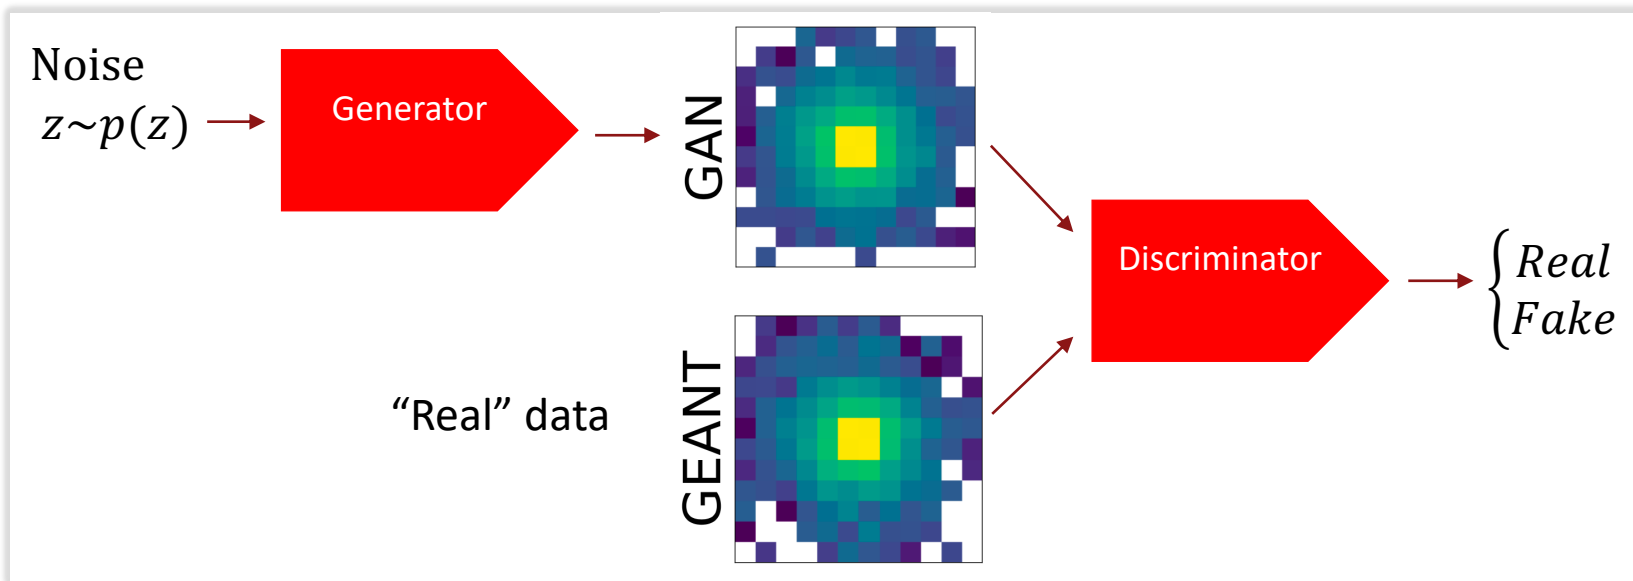 Noise
z~p(z)
Generator
GAN
Discriminator
Real
Fake
“Real” data
GEANT